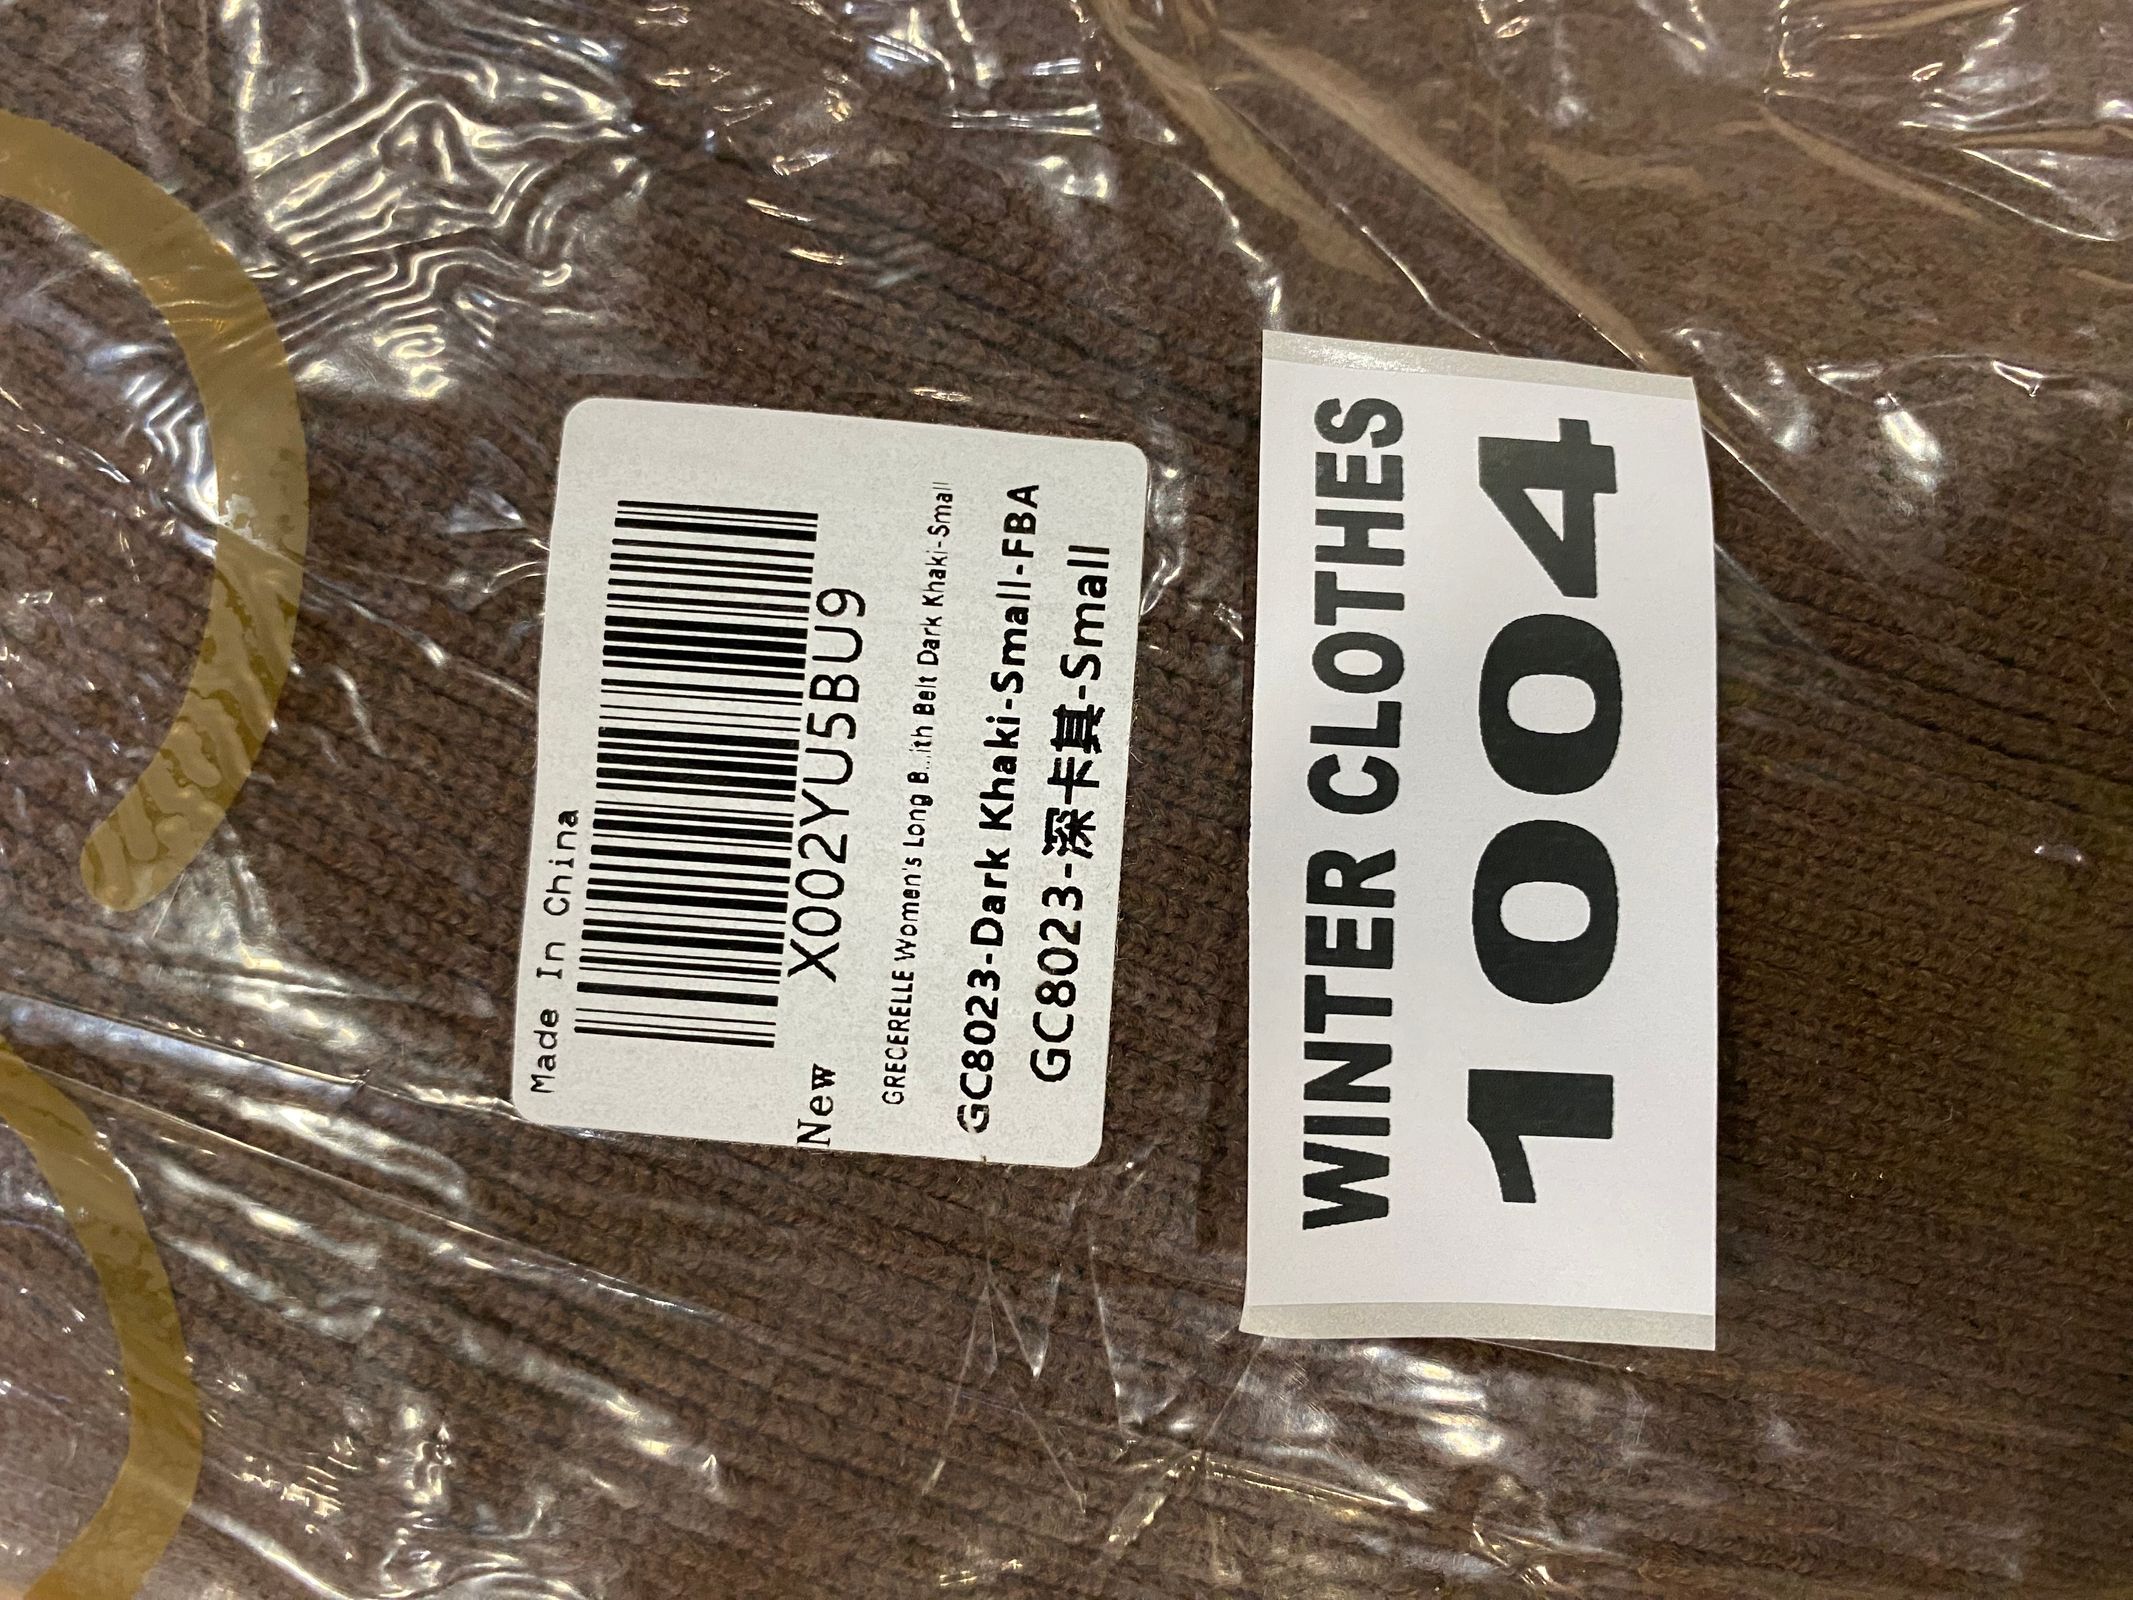 Made In China
X002YU5BU9
New
GRECERELLE Women's Long B...ith Belt Dark Khaki-Small
GC8023-Dark Khaki-Small-FBA
GC8023-深卡其-Small
WINTER CLOTHES
1004